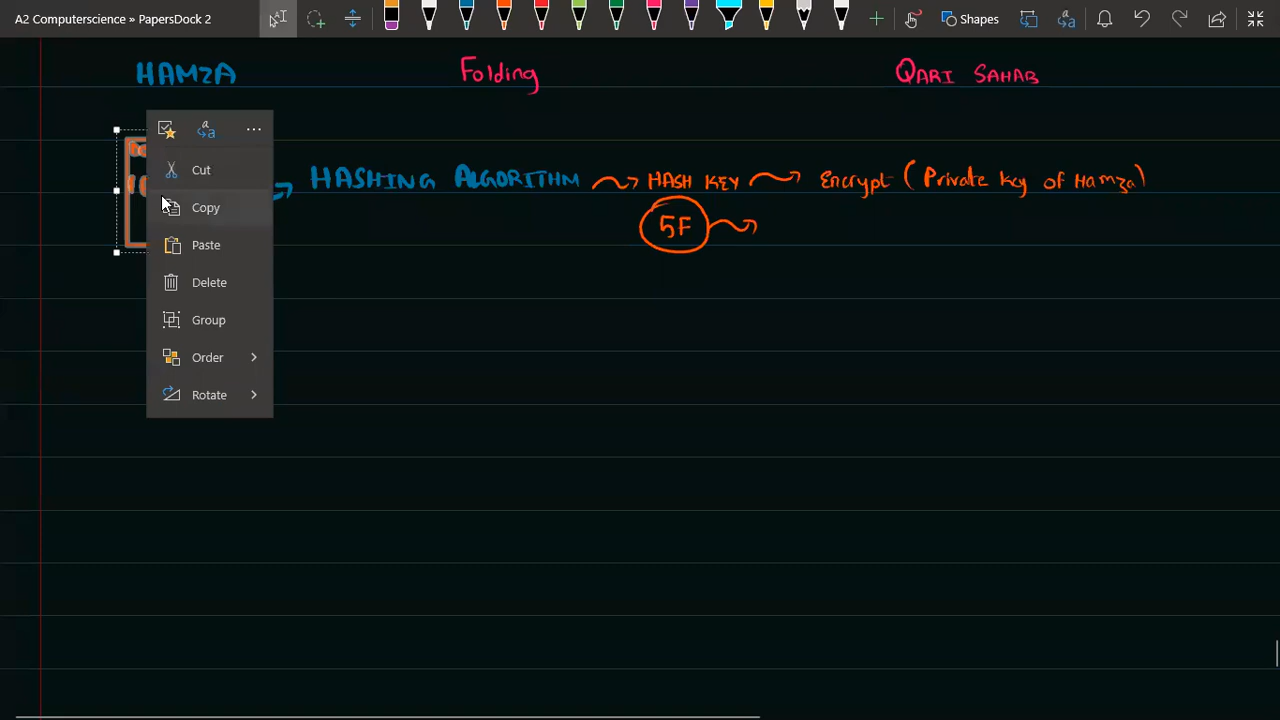 A2 Computerscience » PapersDock 2
Shapes
HAMZA
Folding
QARI SAHAB
HASHING ALGORITHM
HASH KEY
Encrypt (Private key of Hamza)
5F
Cut
Copy
Paste
Delete
Group
Order
Rotate